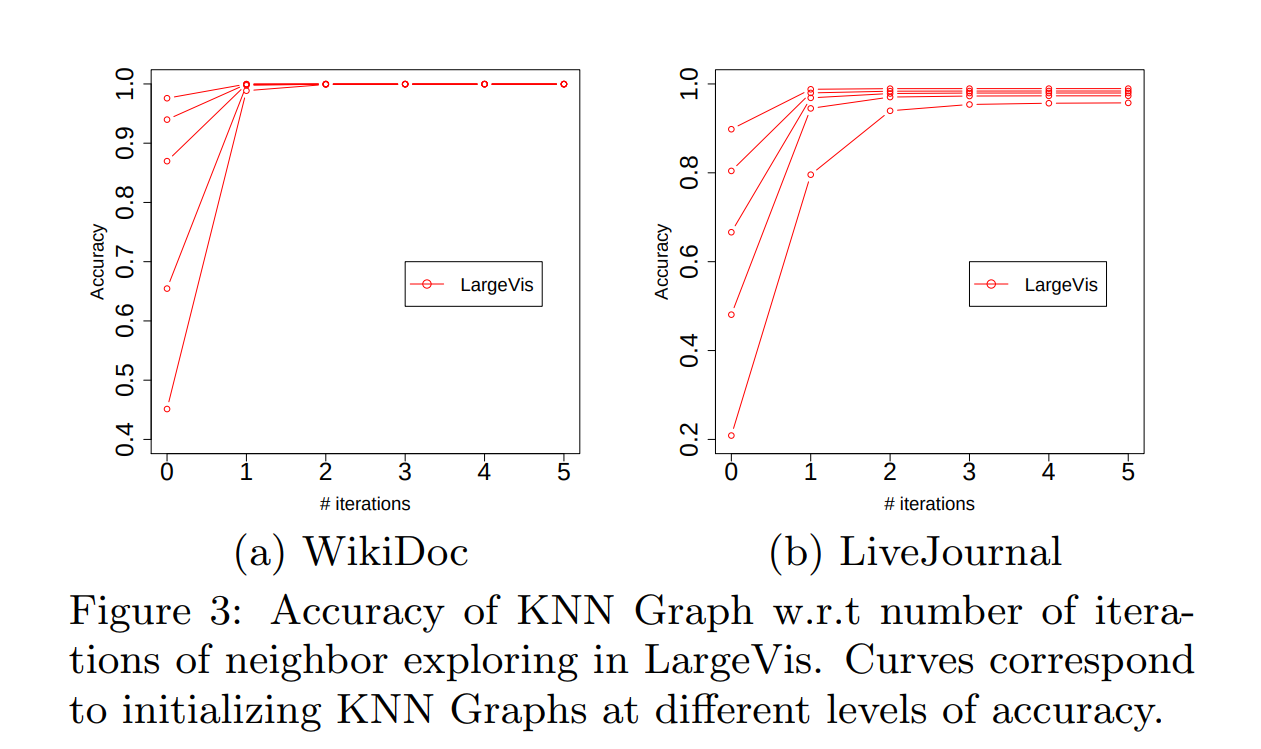 Accuracy
1.0
0.9
0.8
0.7
0.6
0.5
0.4
LargeVis
0 1 2 3 4 5
# iterations
(a) WikiDoc
Accuracy
1.0
0.8
0.6
0.4
0.2
LargeVis
0 1 2 3 4 5
# iterations
(b) LiveJournal
Figure 3: Accuracy of KNN Graph w.r.t number of itera-
tions of neighbor exploring in LargeVis. Curves correspond
to initializing KNN Graphs at different levels of accuracy.